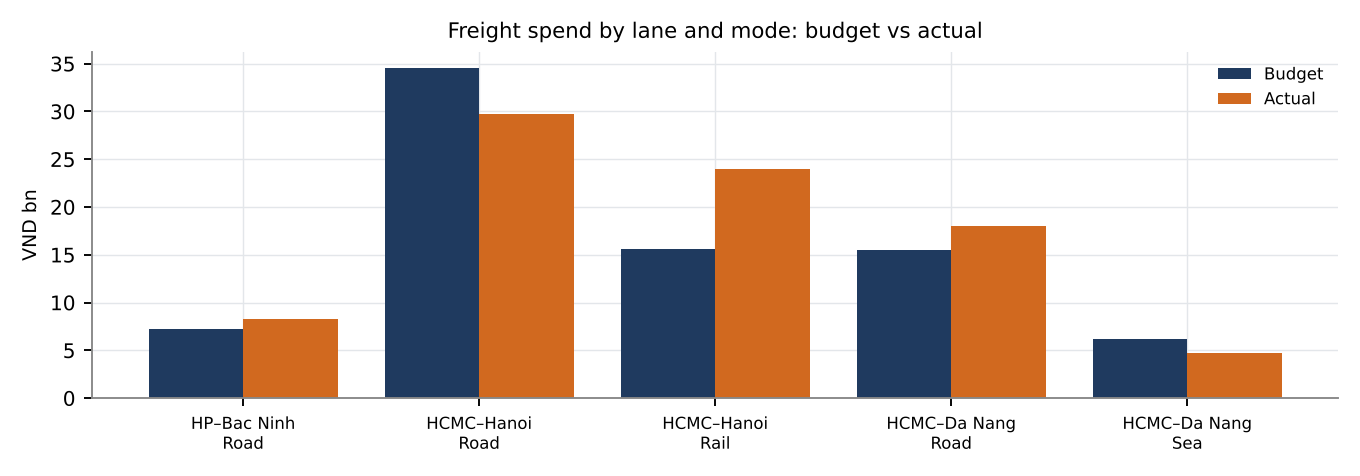 Freight spend by lane and mode: budget vs actual
Budget
Actual
VND bn
35
30
25
20
15
10
5
0
HP–Bac Ninh
Road
HCMC–Hanoi
Road
HCMC–Hanoi
Rail
HCMC–Da Nang
Road
HCMC–Da Nang
Sea